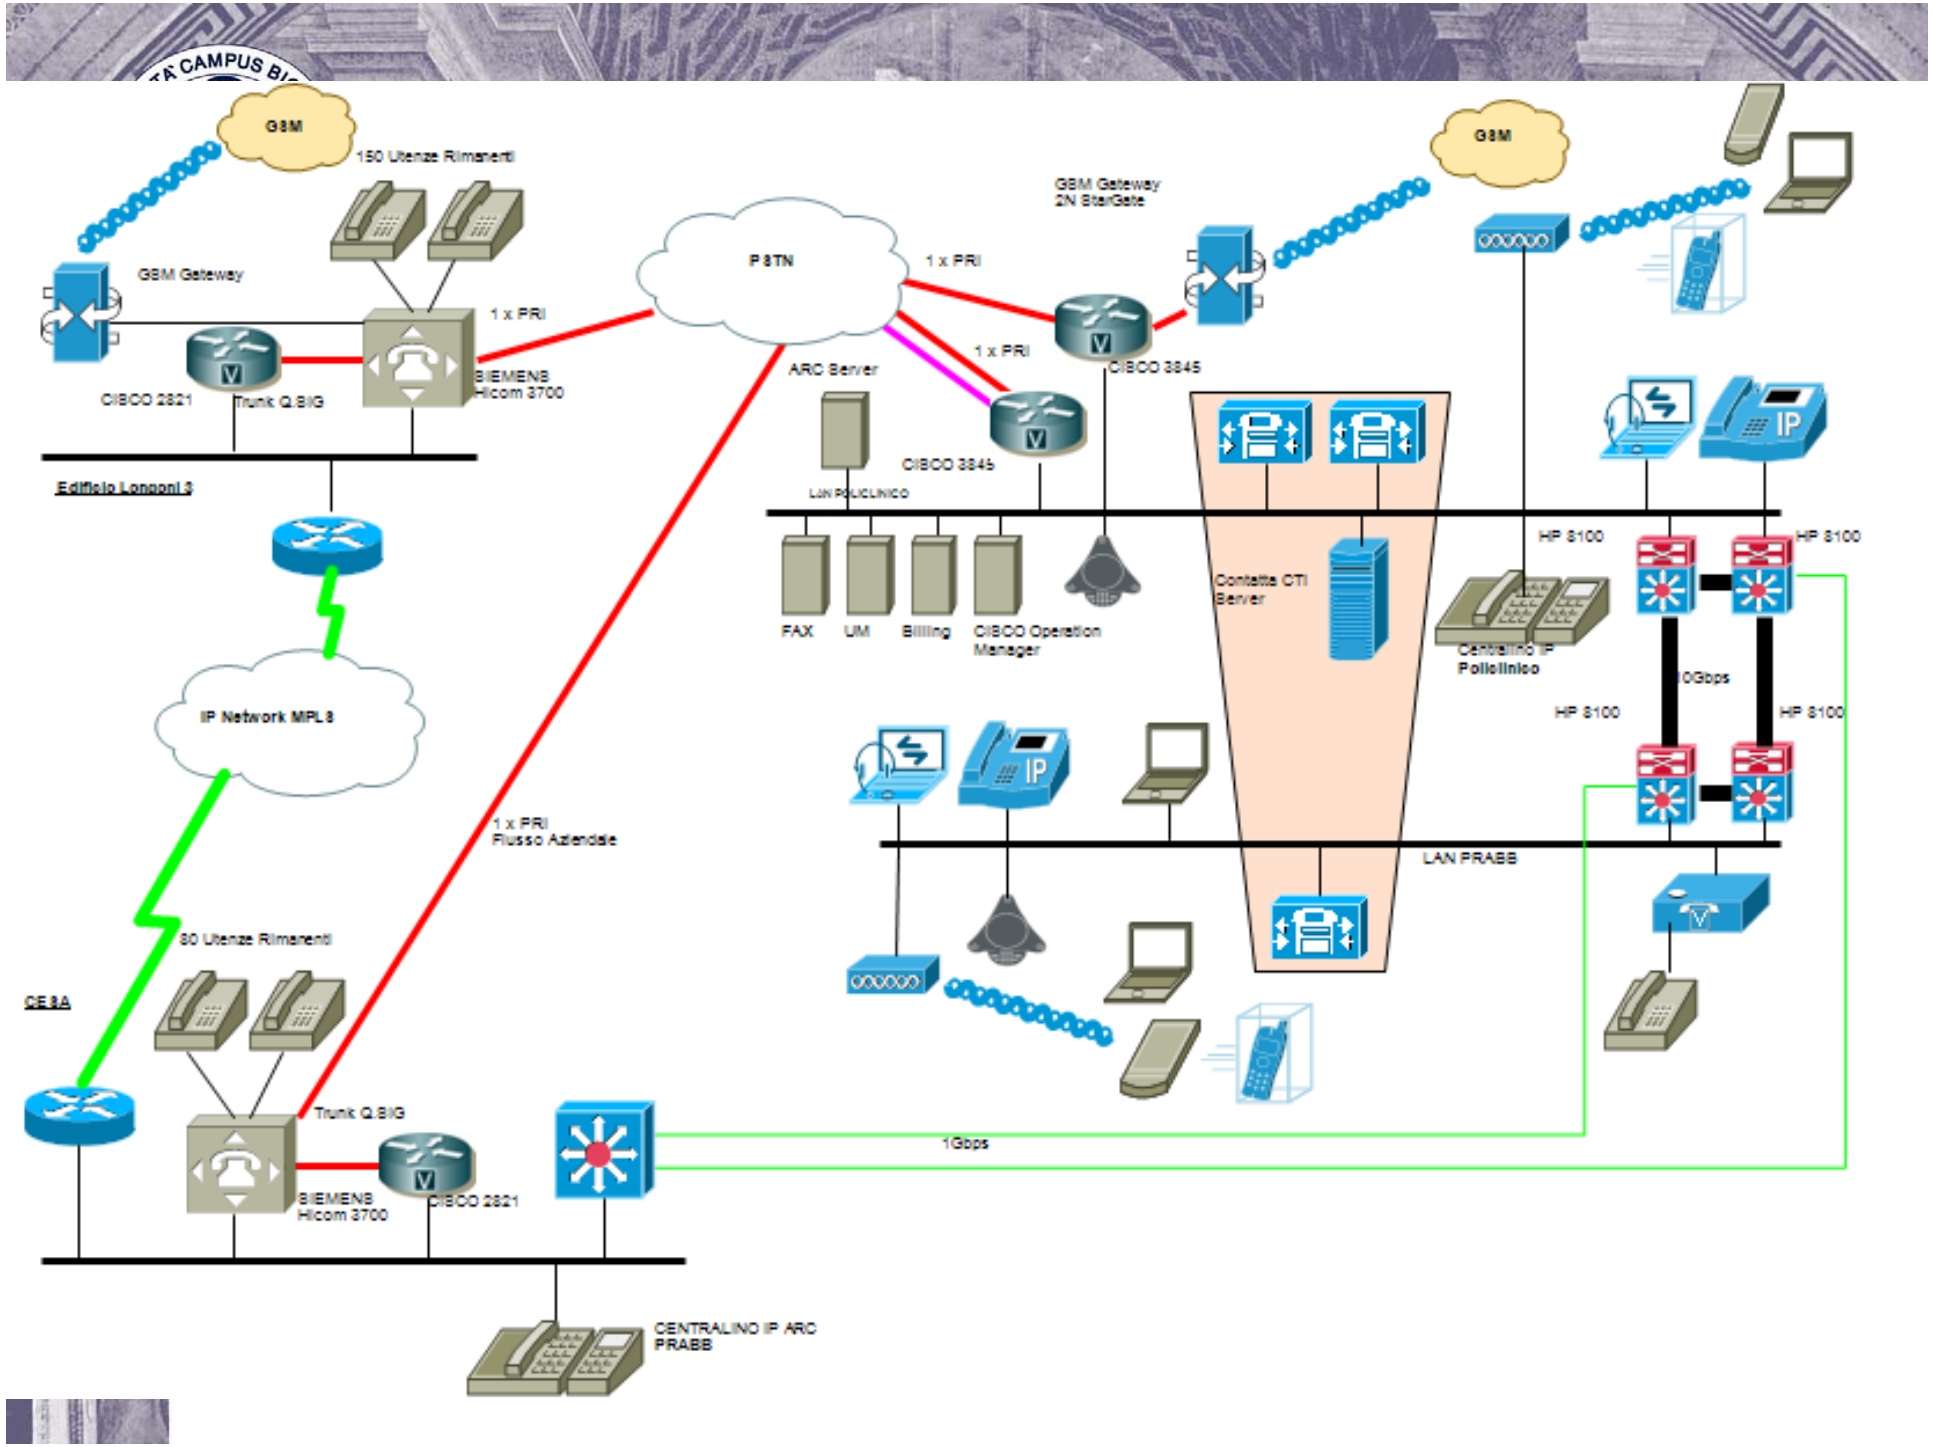 TA' CAMPUS BIO
GSM
150 Utenze Rimanenti
GSM Gateway
1 x PRI
CISCO 2821
Trunk Q.SIG
SIEMENS
Hicom 3700
Edificio Longoni 3
PSTN
1 x PRI
1 x PRI
GSM Gateway
2N StarGate
GSM
CISCO 3845
ARC Server
CISCO 3845
LAN POLICLINICO
FAX
UM
Billing
CISCO Operation
Manager
Contatta CTI
Server
HP 8100
HP 8100
Centralino IP
Policlinico
10Gbps
HP 8100
HP 8100
IP
IP Network MPLS
1 x PRI
Flusso Aziendale
IP
LAN PRABB
80 Utenze Rimanenti
CESA
Trunk Q.SIG
SIEMENS
Hicom 3700
CISCO 2821
1Gbps
CENTRALINO IP ARC
PRABB
V
V
V
V
V